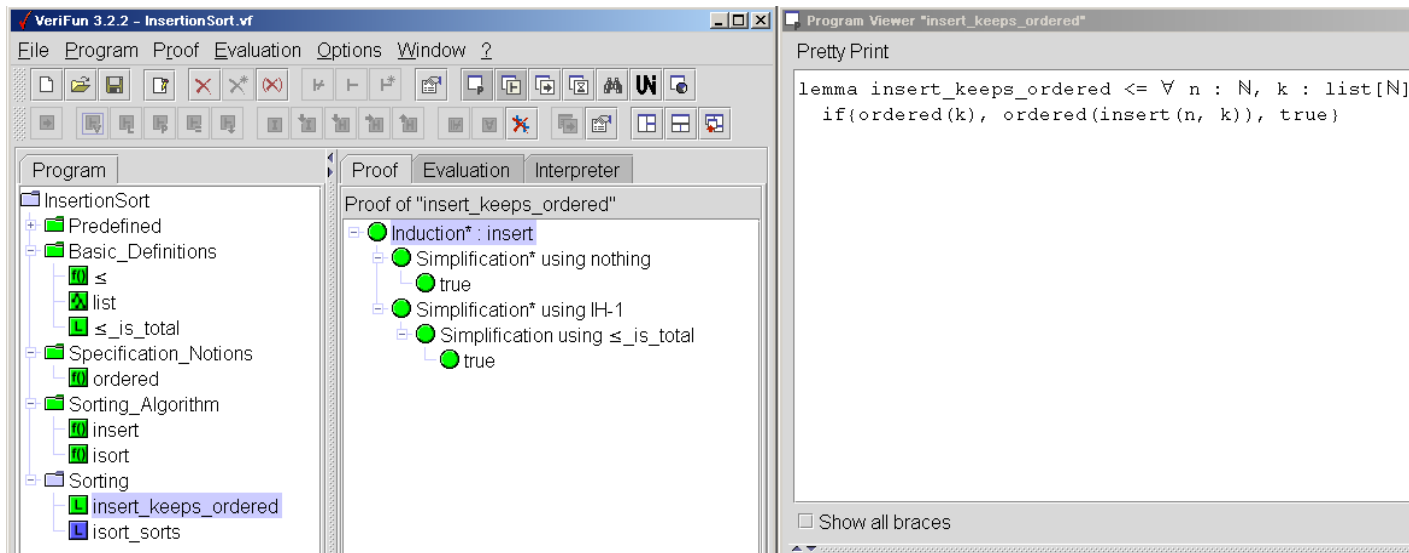 VeriFun 3.2.2 - InsertionSort.vf
File Program Proof Evaluation Options Window ?
Program
InsertionSort
Predefined
Basic_Definitions
f() ≤
list
L ≤_is_total
Specification_Notions
f() ordered
Sorting_Algorithm
f() insert
f() isort
Sorting
L insert_keeps_ordered
L isort_sorts
Proof Evaluation Interpreter
Proof of "insert_keeps_ordered"
Induction* : insert
Simplification* using nothing
true
Simplification* using IH-1
Simplification using ≤_is_total
true
Program Viewer "insert_keeps_ordered"
Pretty Print
lemma insert_keeps_ordered <= ∀ n : ℕ, k : list[ℕ]
if{ordered(k), ordered(insert(n, k)), true}
Show all braces